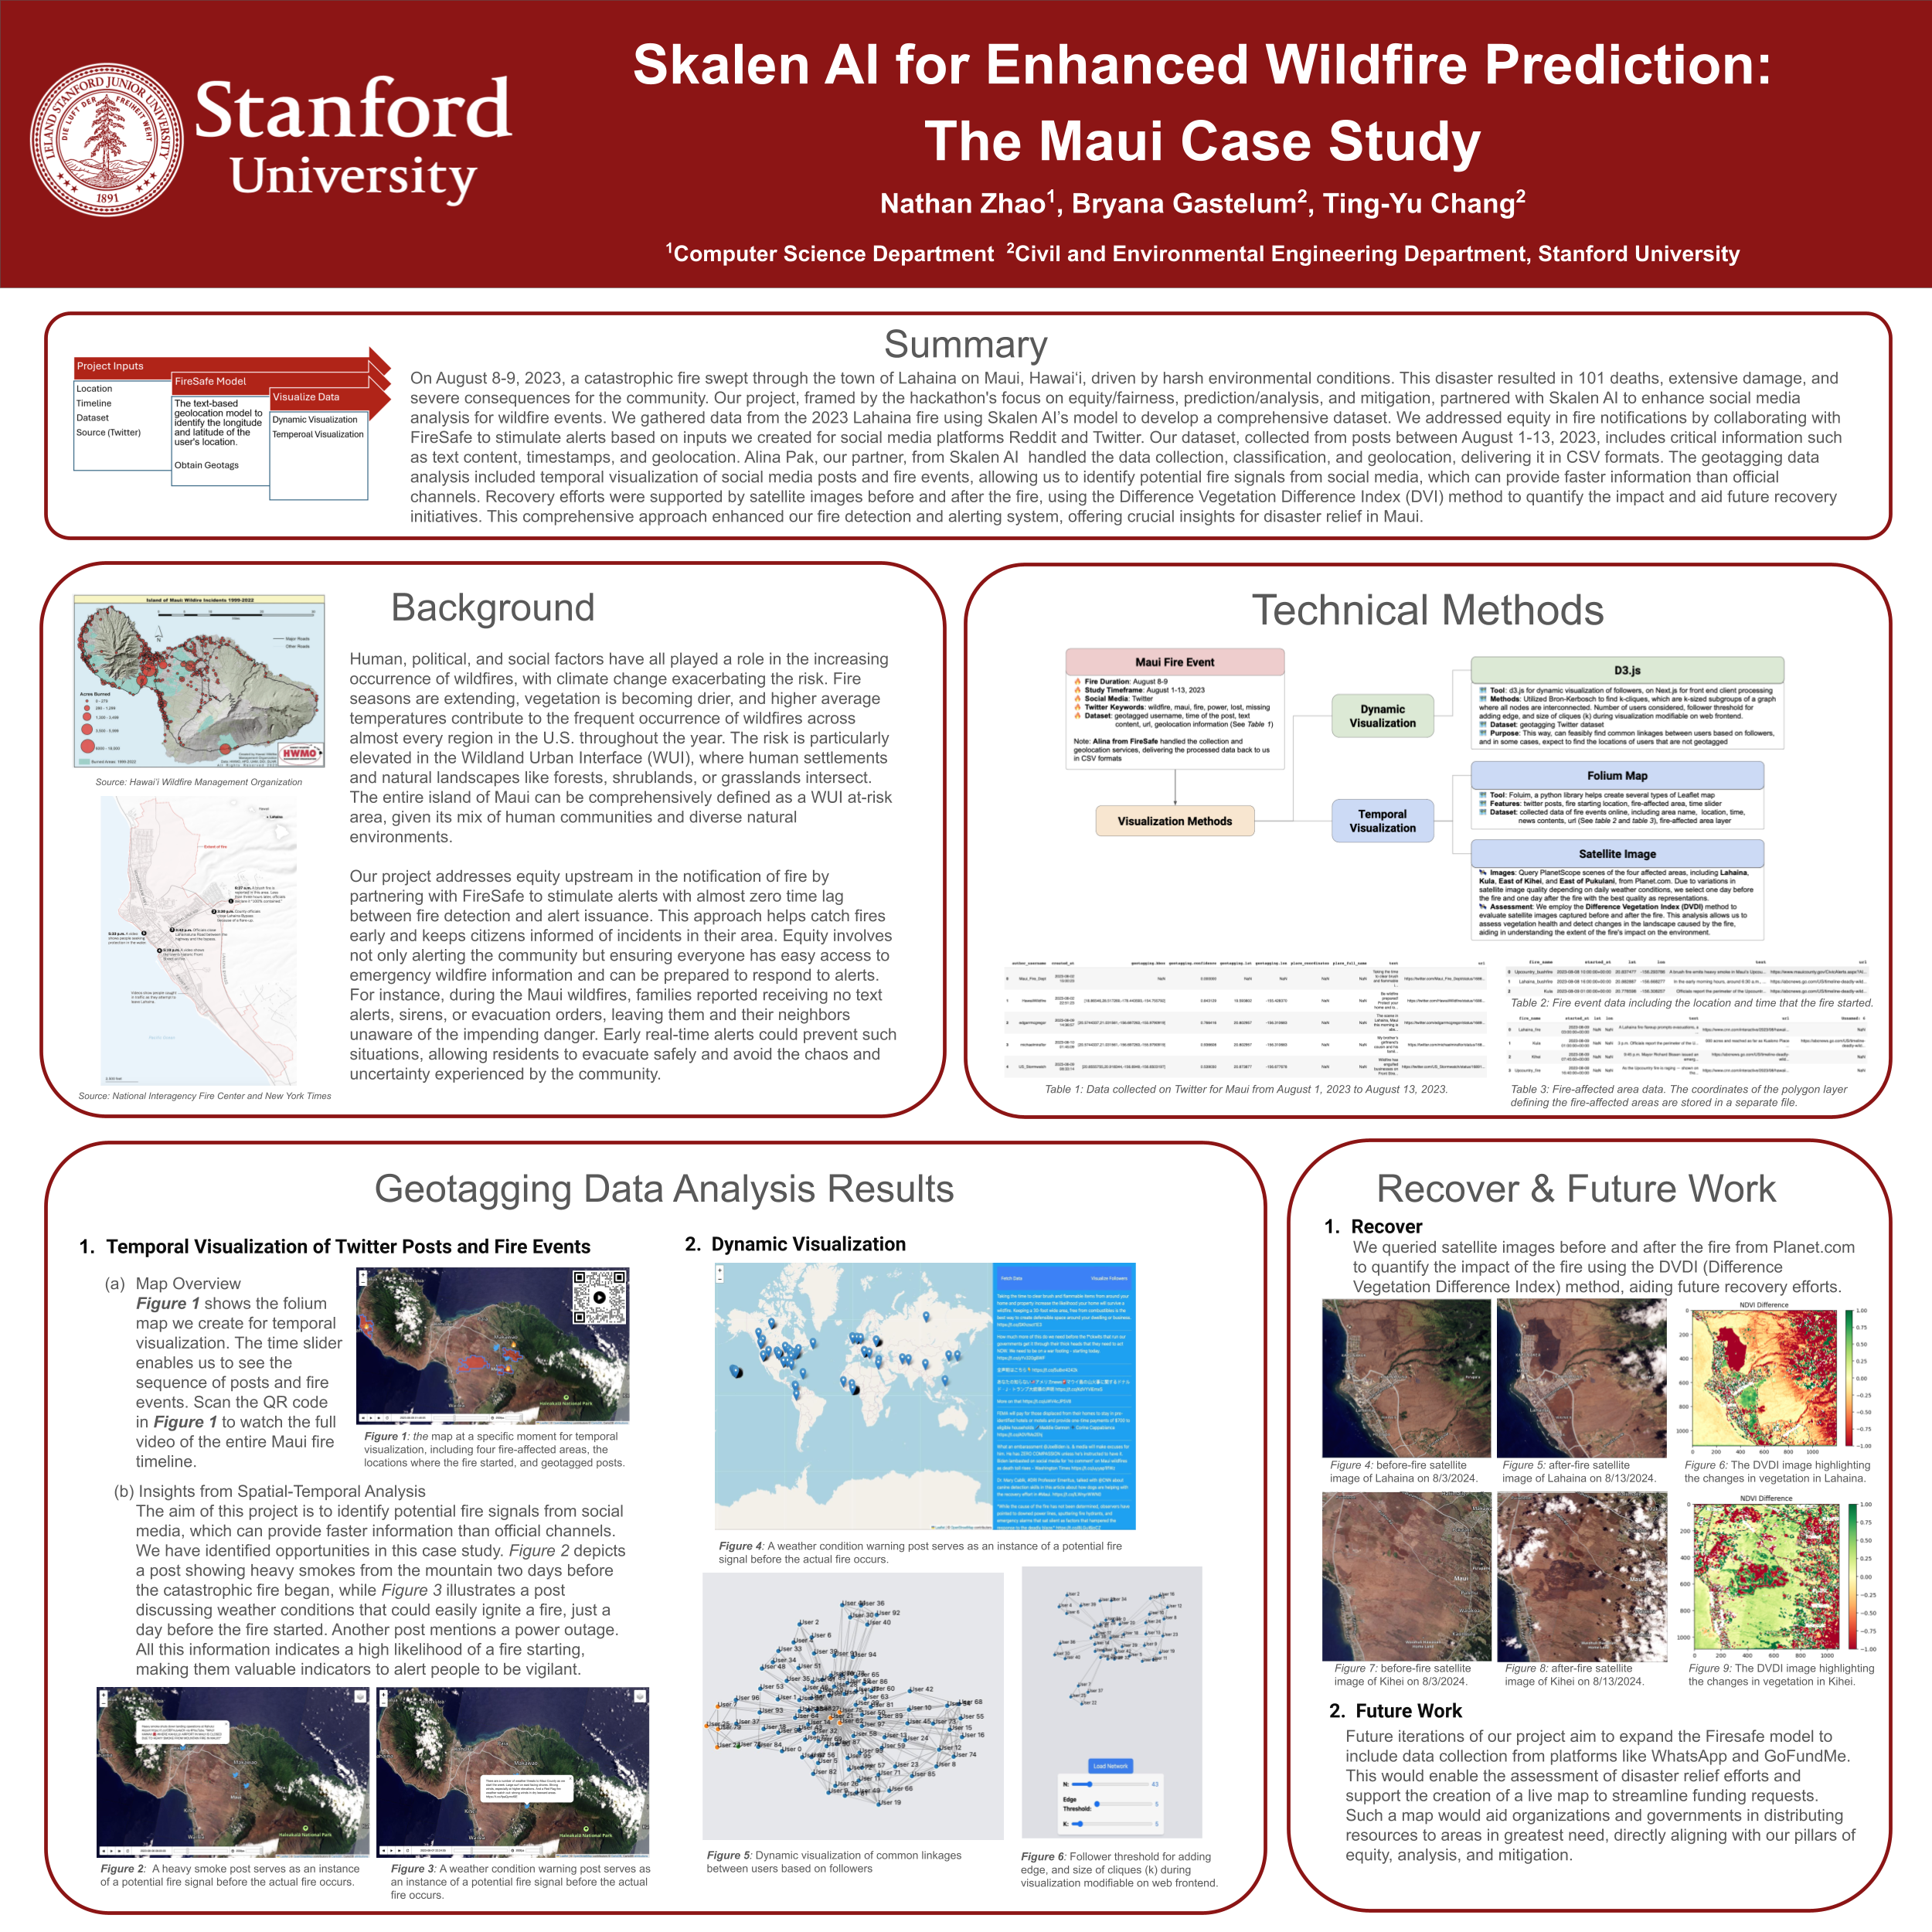 Skalen AI for Enhanced Wildfire Prediction:
The Maui Case Study
Nathan Zhao1, Bryana Gastelum2, Ting-Yu Chang2
1Computer Science Department 2Civil and Environmental Engineering Department, Stanford University
LELAND STANFORD JUNIOR UNIVERSITY
DIE LUFT DER FREIHEIT WEHT
1891
Stanford
University
Summary
Project Inputs
Location
Timeline
Dataset
Source (Twitter)
FireSafe Model
The text-based
geolocation model to
identify the longitude
and latitude of the
user's location.
Obtain Geotags
Visualize Data
Dynamic Visualization
Temperoal Visualization
On August 8-9, 2023, a catastrophic fire swept through the town of Lahaina on Maui, Hawaiʻi, driven by harsh environmental conditions. This disaster resulted in 101 deaths, extensive damage, and
severe consequences for the community. Our project, framed by the hackathon's focus on equity/fairness, prediction/analysis, and mitigation, partnered with Skalen AI to enhance social media
analysis for wildfire events. We gathered data from the 2023 Lahaina fire using Skalen AI's model to develop a comprehensive dataset. We addressed equity in fire notifications by collaborating with
FireSafe to stimulate alerts based on inputs we created for social media platforms Reddit and Twitter. Our dataset, collected from posts between August 1-13, 2023, includes critical information such
as text content, timestamps, and geolocation. Alina Pak, our partner, from Skalen AI handled the data collection, classification, and geolocation, delivering it in CSV formats. The geotagging data
analysis included temporal visualization of social media posts and fire events, allowing us to identify potential fire signals from social media, which can provide faster information than official
channels. Recovery efforts were supported by satellite images before and after the fire, using the Difference Vegetation Difference Index (DVI) method to quantify the impact and aid future recovery
initiatives. This comprehensive approach enhanced our fire detection and alerting system, offering crucial insights for disaster relief in Maui.
Background
Island of Maui Wildfire Incidents 1999-2022
Major Roads
Other Roads
Acres Burned
HWMO
Source: Hawai'i Wildfire Management Organization
Lahaina
Extent of fire
Source: National Interagency Fire Center and New York Times
Human, political, and social factors have all played a role in the increasing
occurrence of wildfires, with climate change exacerbating the risk. Fire
seasons are extending, vegetation is becoming drier, and higher average
temperatures contribute to the frequent occurrence of wildfires across
almost every region in the U.S. throughout the year. The risk is particularly
elevated in the Wildland Urban Interface (WUI), where human settlements
and natural landscapes like forests, shrublands, or grasslands intersect.
The entire island of Maui can be comprehensively defined as a WUI at-risk
area, given its mix of human communities and diverse natural
environments.
Our project addresses equity upstream in the notification of fire by
partnering with FireSafe to stimulate alerts with almost zero time lag
between fire detection and alert issuance. This approach helps catch fires
early and keeps citizens informed of incidents in their area. Equity involves
not only alerting the community but ensuring everyone has easy access to
emergency wildfire information and can be prepared to respond to alerts.
For instance, during the Maui wildfires, families reported receiving no text
alerts, sirens, or evacuation orders, leaving them and their neighbors
unaware of the impending danger. Early real-time alerts could prevent such
situations, allowing residents to evacuate safely and avoid the chaos and
uncertainty experienced by the community.
Technical Methods
Maui Fire Event
Fire Duration: August 8-9
Study Timeframe: August 1-13, 2023
Social Media: Twitter
Twitter Keywords: wildfire, maui, fire, power, lost, missing
Dataset: geotagged username, time of the post, text
content, url, geolocation information (See Table 1)
Note: Alina from FireSafe handled the collection and
geolocation services, delivering the processed data back to us
in CSV formats
Visualization Methods
Dynamic
Visualization
Temporal
Visualization
D3.js
Tool: d3.js for dynamic visualization of followers, on Next.js for front end client processing
Methods: Utilized Bron-Kerbosch to find k-cliques, which are k-sized subgroups of a graph
where all nodes are interconnected. Number of users considered, follower threshold for
adding edge, and size of cliques (k) during visualization modifiable on web frontend.
Dataset: geotagging Twitter dataset
Purpose: This way, can feasibly find common linkages between users based on followers,
and in some cases, expect to find the locations of users that are not geotagged
Folium Map
Tool: Foluim, a python library helps create several types of Leaflet map
Features: twitter posts, fire starting location, fire-affected area, time slider
Dataset: collected data of fire events online, including area name, location, time,
news contents, url (See table 2 and table 3), fire-affected area layer
Satellite Image
Images: Query PlanetScope scenes of the four affected areas, including Lahaina,
Kula, East of Kihei, and East of Pukulani, from Planet.com. Due to variations in
satellite image quality depending on daily weather conditions, we select one day before
the fire and one day after the fire with the best quality as representations.
Assessment: We employ the Difference Vegetation Index (DVDI) method to
evaluate satellite images captured before and after the fire. This analysis allows us to
assess vegetation health and detect changes in the landscape caused by the fire,
aiding in understanding the extent of the fire's impact on the environment.
Table 1: Data collected on Twitter for Maui from August 1, 2023 to August 13, 2023.
Table 2: Fire event data including the location and time that the fire started.
Table 3: Fire-affected area data. The coordinates of the polygon layer
defining the fire-affected areas are stored in a separate file.
Geotagging Data Analysis Results
1. Temporal Visualization of Twitter Posts and Fire Events
(a) Map Overview
Figure 1 shows the folium
map we create for temporal
visualization. The time slider
enables us to see the
sequence of posts and fire
events. Scan the QR code
in Figure 1 to watch the full
video of the entire Maui fire
timeline.
Figure 1: the map at a specific moment for temporal
visualization, including four fire-affected areas, the
locations where the fire started, and geotagged posts.
(b) Insights from Spatial-Temporal Analysis
The aim of this project is to identify potential fire signals from social
media, which can provide faster information than official channels.
We have identified opportunities in this case study. Figure 2 depicts
a post showing heavy smokes from the mountain two days before
the catastrophic fire began, while Figure 3 illustrates a post
discussing weather conditions that could easily ignite a fire, just a
day before the fire started. Another post mentions a power outage.
All this information indicates a high likelihood of a fire starting,
making them valuable indicators to alert people to be vigilant.
Figure 2: A heavy smoke post serves as an instance
of a potential fire signal before the actual fire occurs.
Figure 3: A weather condition warning post serves as
an instance of a potential fire signal before the actual
fire occurs.
2. Dynamic Visualization
Fetch Data
Visualize Followers
Figure 4: A weather condition warning post serves as an instance of a potential fire
signal before the actual fire occurs.
Figure 5: Dynamic visualization of common linkages
between users based on followers
Load Network
N: 43
Edge
Threshold: 5
K: 5
Figure 6: Follower threshold for adding
edge, and size of cliques (k) during
visualization modifiable on web frontend.
Recover & Future Work
1. Recover
We queried satellite images before and after the fire from Planet.com
to quantify the impact of the fire using the DVDI (Difference
Vegetation Difference Index) method, aiding future recovery efforts.
NDVI Difference
Figure 4: before-fire satellite
image of Lahaina on 8/3/2024.
Figure 5: after-fire satellite
image of Lahaina on 8/13/2024.
Figure 6: The DVDI image highlighting
the changes in vegetation in Lahaina.
NDVI Difference
Figure 7: before-fire satellite
image of Kihei on 8/3/2024.
Figure 8: after-fire satellite
image of Kihei on 8/13/2024.
Figure 9: The DVDI image highlighting
the changes in vegetation in Kihei.
2. Future Work
Future iterations of our project aim to expand the Firesafe model to
include data collection from platforms like WhatsApp and GoFundMe.
This would enable the assessment of disaster relief efforts and
support the creation of a live map to streamline funding requests.
Such a map would aid organizations and governments in distributing
resources to areas in greatest need, directly aligning with our pillars of
equity, analysis, and mitigation.